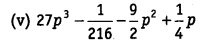 (v) 27p³ − 1/216 − 9/2 p² + 1/4 p